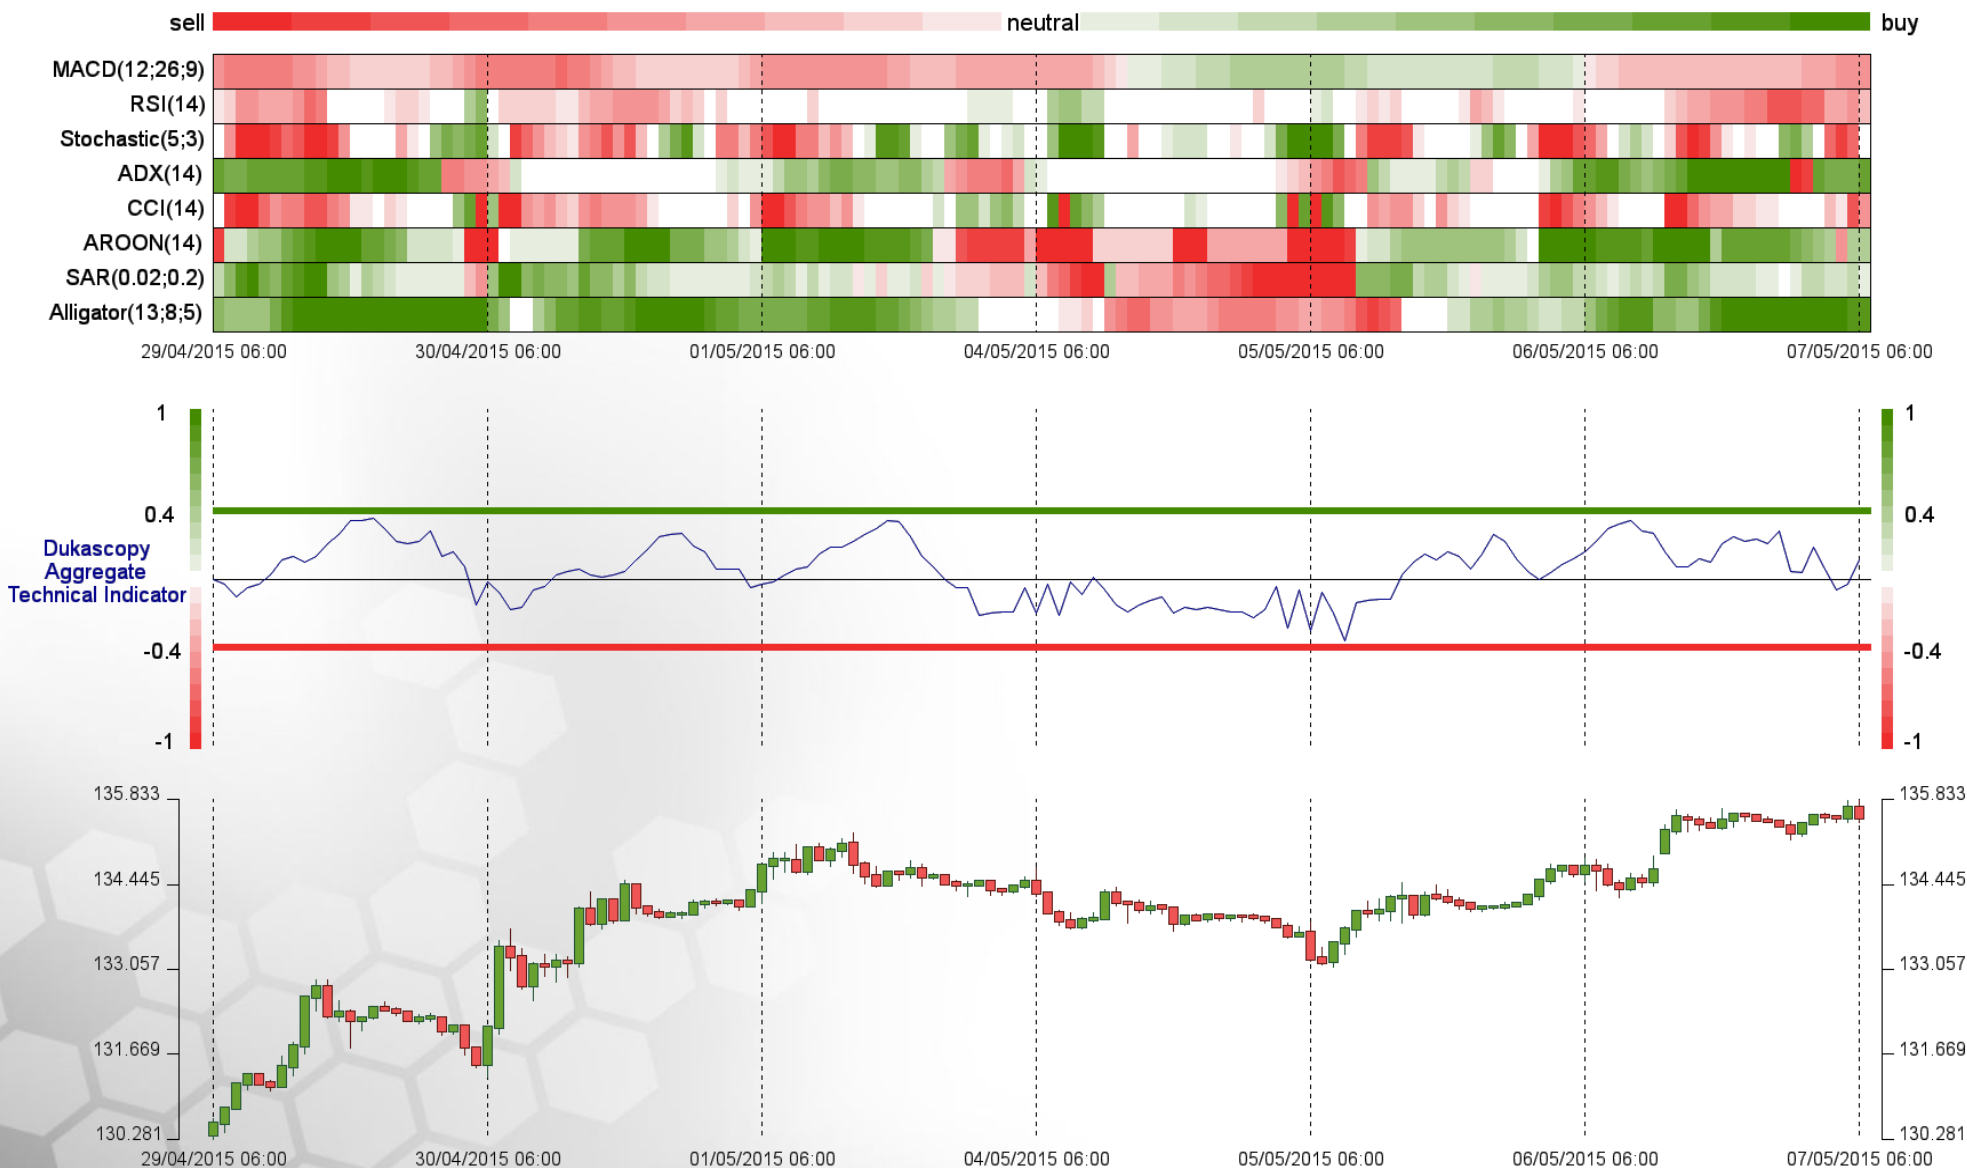 sell neutral buy
MACD(12;26;9)
RSI(14)
Stochastic(5;3)
ADX(14)
CCI(14)
AROON(14)
SAR(0.02;0.2)
Alligator(13;8;5)
29/04/2015 06:00 30/04/2015 06:00 01/05/2015 06:00 04/05/2015 06:00 05/05/2015 06:00 06/05/2015 06:00 07/05/2015 06:00
1 1
0.4 0.4
Dukascopy
Aggregate
Technical Indicator
-0.4 -0.4
-1 -1
135.833 135.833
134.445 134.445
133.057 133.057
131.669 131.669
130.281 130.281
29/04/2015 06:00 30/04/2015 06:00 01/05/2015 06:00 04/05/2015 06:00 05/05/2015 06:00 06/05/2015 06:00 07/05/2015 06:00